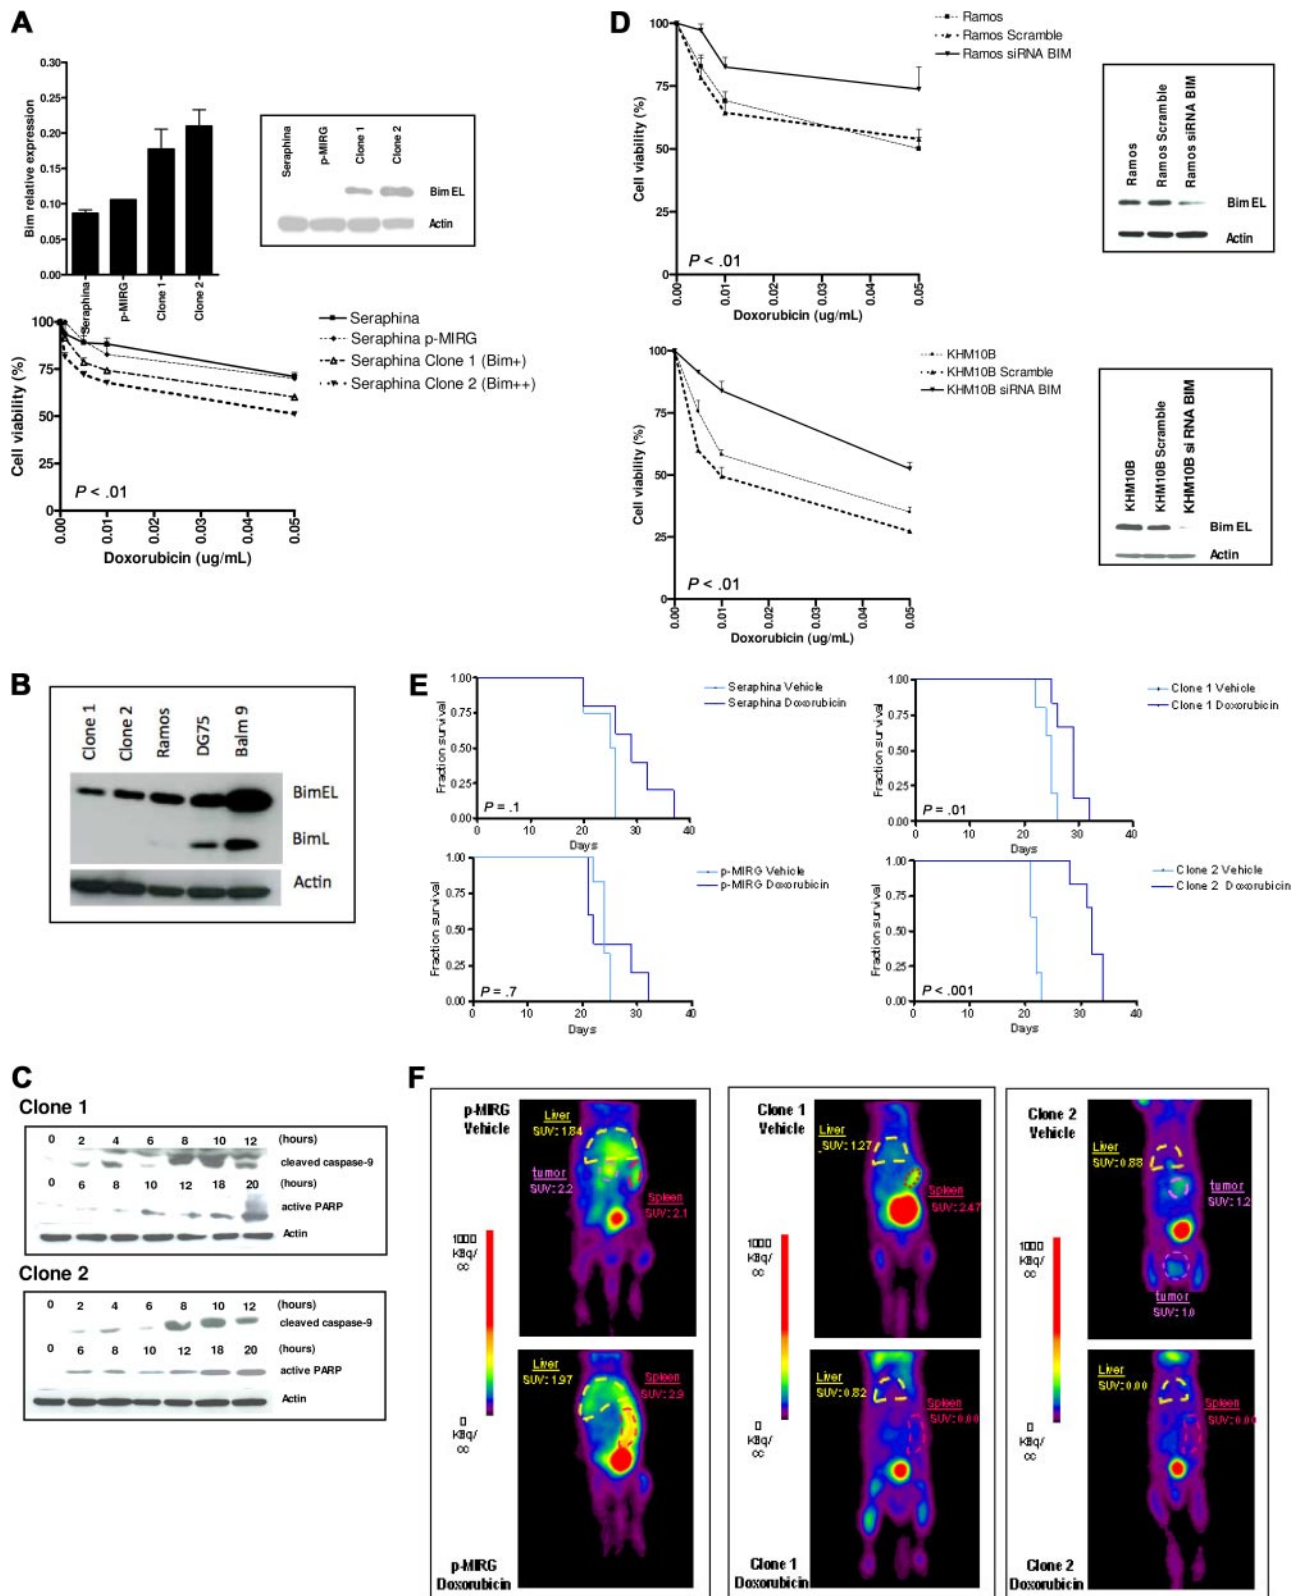 A
Bim relative expression
0.30
0.25
0.20
0.15
0.10
0.05
0.00
Seraphina
p-MIRG
Clone 1
Clone 2
Seraphina
p-MIRG
Clone 1
Clone 2
Bim EL
Actin
Cell viability (%)
100
75
50
25
0
P < .01
0.00
0.01
0.02
0.03
0.04
0.05
Doxorubicin (ug/mL)
Seraphina
Seraphina p-MIRG
Seraphina Clone 1 (Bim+)
Seraphina Clone 2 (Bim++)
D
Cell viability (%)
100
75
50
25
0
P < .01
0.00
0.01
0.02
0.03
0.04
0.05
Doxorubicin (ug/mL)
Ramos
Ramos Scramble
Ramos siRNA BIM
Ramos
Ramos Scramble
Ramos siRNA BIM
Bim EL
Actin
Cell viability (%)
100
75
50
25
0
P < .01
0.00
0.01
0.02
0.03
0.04
0.05
Doxorubicin (ug/mL)
KHM10B
KHM10B Scramble
KHM10B siRNA BIM
KHM10B
KHM10B Scramble
KHM10B si RNA BIM
Bim EL
Actin
B
Clone 1
Clone 2
Ramos
DG75
Balm 9
BimEL
BimL
Actin
E
Fraction survival
1.00
0.75
0.50
0.25
0.00
P = .1
0 10 20 30 40
Days
Seraphina Vehicle
Seraphina Doxorubicin
Fraction survival
1.00
0.75
0.50
0.25
0.00
P = .01
0 10 20 30 40
Days
Clone 1 Vehicle
Clone 1 Doxorubicin
Fraction survival
1.00
0.75
0.50
0.25
0.00
P = .7
0 10 20 30 40
Days
p-MIRG Vehicle
p-MIRG Doxorubicin
Fraction survival
1.00
0.75
0.50
0.25
0.00
P < .001
0 10 20 30 40
Days
Clone 2 Vehicle
Clone 2 Doxorubicin
C
Clone 1
0 2 4 6 8 10 12 (hours)
cleaved caspase-9
0 6 8 10 12 18 20 (hours)
active PARP
Actin
Clone 2
0 2 4 6 8 10 12 (hours)
cleaved caspase-9
0 6 8 10 12 18 20 (hours)
active PARP
Actin
F
p-MIRG
Vehicle
Liver
SUV: 1.84
tumor
SUV: 2.2
Spleen
SUV: 2.1
KBq/
cc
KBq/
cc
Liver
SUV: 1.97
Spleen
SUV: 2.9
p-MIRG
Doxorubicin
Clone 1
Vehicle
Liver
SUV: 1.27
Spleen
SUV: 2.47
KBq/
cc
KBq/
cc
Liver
SUV: 0.82
Spleen
SUV: 0.00
Clone 1
Doxorubicin
Clone 2
Vehicle
Liver
SUV: 0.88
tumor
SUV: 1.2
tumor
SUV: 1.0
KBq/
cc
KBq/
cc
Liver
SUV: 0.00
Spleen
SUV: 0.00
Clone 2
Doxorubicin